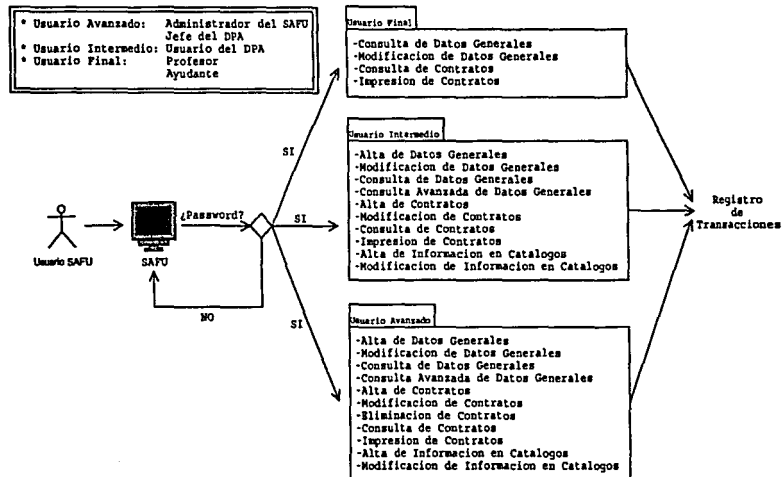 * Usuario Avanzado: Administrador del SAFU
Jefe del DPA
* Usuario Intermedio: Usuario del DPA
* Usuario Final: Profesor
Ayudante
Usuario Final
-Consulta de Datos Generales
-Modificacion de Datos Generales
-Consulta de Contratos
-Impresion de Contratos
SI
Usuario Intermedio
-Alta de Datos Generales
-Modificacion de Datos Generales
-Consulta de Datos Generales
-Consulta Avanzada de Datos Generales
-Alta de Contratos
-Modificacion de Contratos
-Consulta de Contratos
-Impresion de Contratos
-Alta de Informacion en Catalogos
-Modificacion de Informacion en Catalogos
¿Password?
SI
Usuario SAFU
SAFU
NO
Registro
de
Transacciones
SI
Usuario Avanzado
-Alta de Datos Generales
-Modificacion de Datos Generales
-Consulta de Datos Generales
-Consulta Avanzada de Datos Generales
-Alta de Contratos
-Modificacion de Contratos
-Eliminacion de Contratos
-Consulta de Contratos
-Impresion de Contratos
-Alta de Informacion en Catalogos
-Modificacion de Informacion en Catalogos